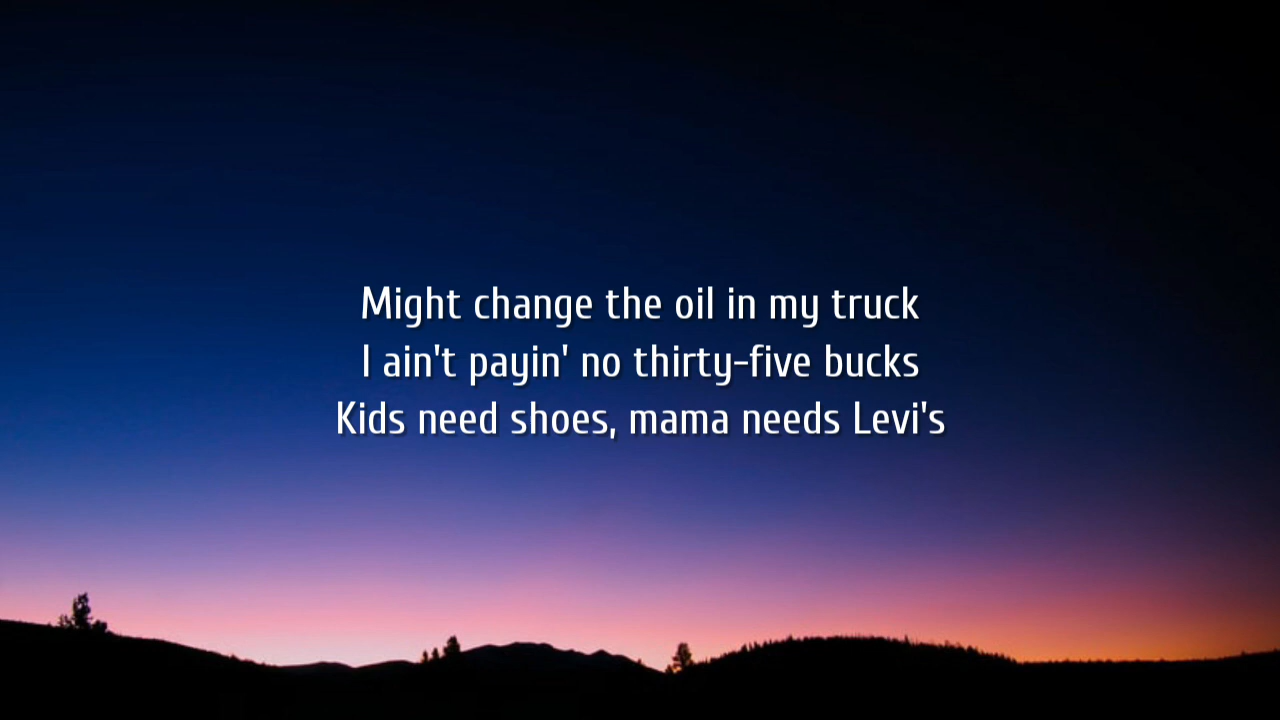 Might change the oil in my truck
I ain't payin' no thirty-five bucks
Kids need shoes, mama needs Levi's